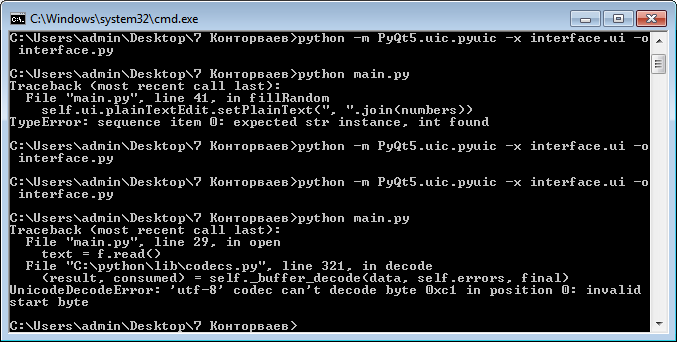 C:\Windows\system32\cmd.exe
C:\Users\admin\Desktop\7 Конторваев>python -m PyQt5.uic.pyuic -x interface.ui -o
 interface.py
C:\Users\admin\Desktop\7 Конторваев>python main.py
Traceback (most recent call last):
  File "main.py", line 41, in fillRandom
    self.ui.plainTextEdit.setPlainText(", ".join(numbers))
TypeError: sequence item 0: expected str instance, int found
C:\Users\admin\Desktop\7 Конторваев>python -m PyQt5.uic.pyuic -x interface.ui -o
 interface.py
C:\Users\admin\Desktop\7 Конторваев>python -m PyQt5.uic.pyuic -x interface.ui -o
 interface.py
C:\Users\admin\Desktop\7 Конторваев>python main.py
Traceback (most recent call last):
  File "main.py", line 29, in open
    text = f.read()
  File "C:\python\lib\codecs.py", line 321, in decode
    (result, consumed) = self._buffer_decode(data, self.errors, final)
UnicodeDecodeError: 'utf-8' codec can't decode byte 0xc1 in position 0: invalid
start byte
C:\Users\admin\Desktop\7 Конторваев>